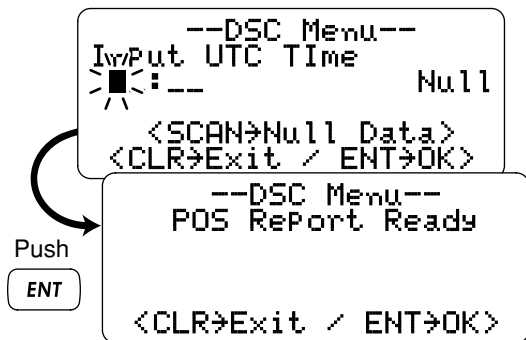 --DSC Menu--
Input UTC TIme
█:__ Null
<SCAN→Null Data>
<CLR→Exit / ENT→OK>
--DSC Menu--
POS RePort Ready
<CLR→Exit / ENT→OK>
Push
ENT